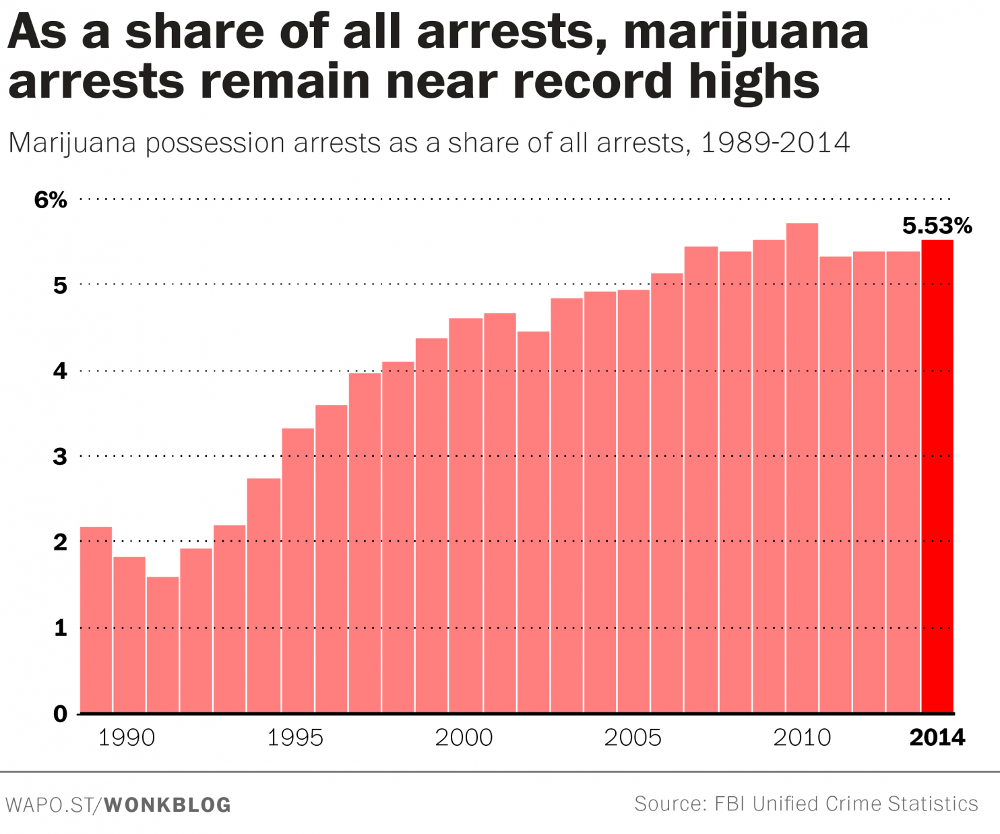 As a share of all arrests, marijuana
arrests remain near record highs
Marijuana possession arrests as a share of all arrests, 1989-2014
6%
5.53%
5
4
3
2
1
0
1990 1995 2000 2005 2010 2014
WAPO.ST/WONKBLOG
Source: FBI Unified Crime Statistics